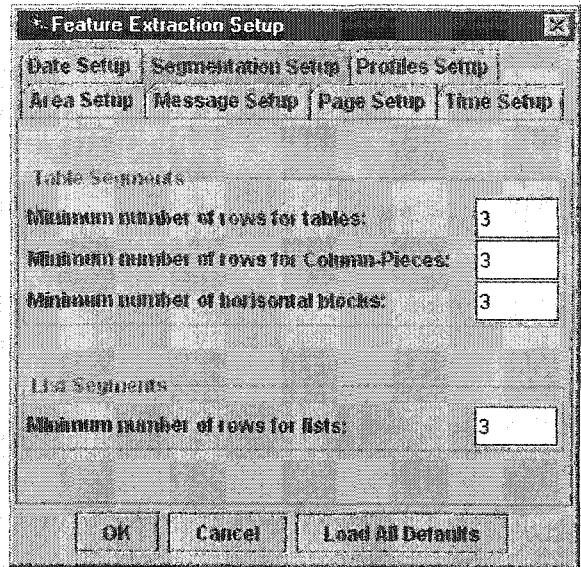 Feature Extraction Setup
Date Setup Segmentation Setup Profiles Setup
Area Setup Message Setup Page Setup Time Setup
Table Segments
Minimum number of rows for tables: 3
Minimum number of rows for Column-Pieces: 3
Minimum number of horisontal blocks: 3
List Segments
Minimum number of rows for lists: 3
OK Cancel Load All Defaults